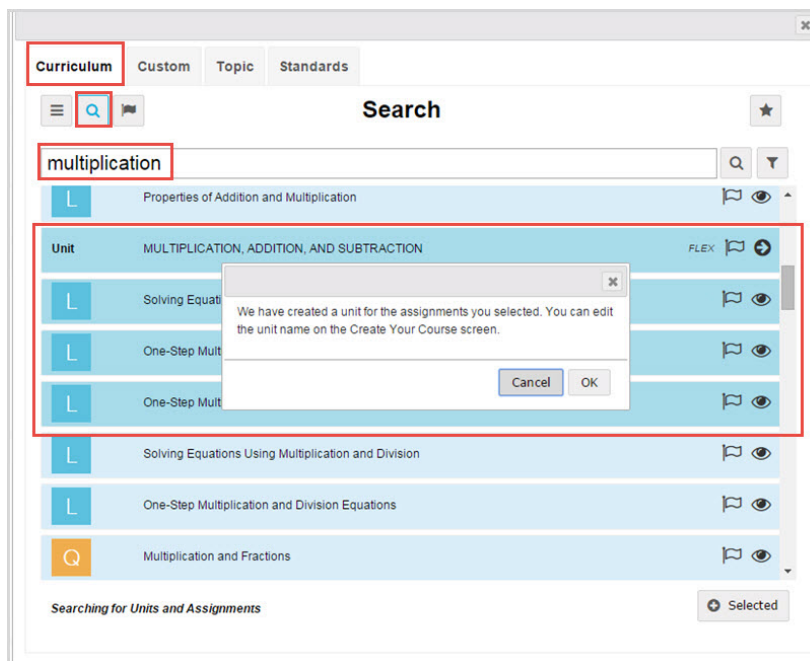 Curriculum Custom Topic Standards
Search
multiplication
L Properties of Addition and Multiplication
Unit MULTIPLICATION, ADDITION, AND SUBTRACTION FLEX
L Solving Equati
We have created a unit for the assignments you selected. You can edit
the unit name on the Create Your Course screen.
L One-Step Mult
Cancel OK
L One-Step Mult
L Solving Equations Using Multiplication and Division
L One-Step Multiplication and Division Equations
Q Multiplication and Fractions
Searching for Units and Assignments Selected